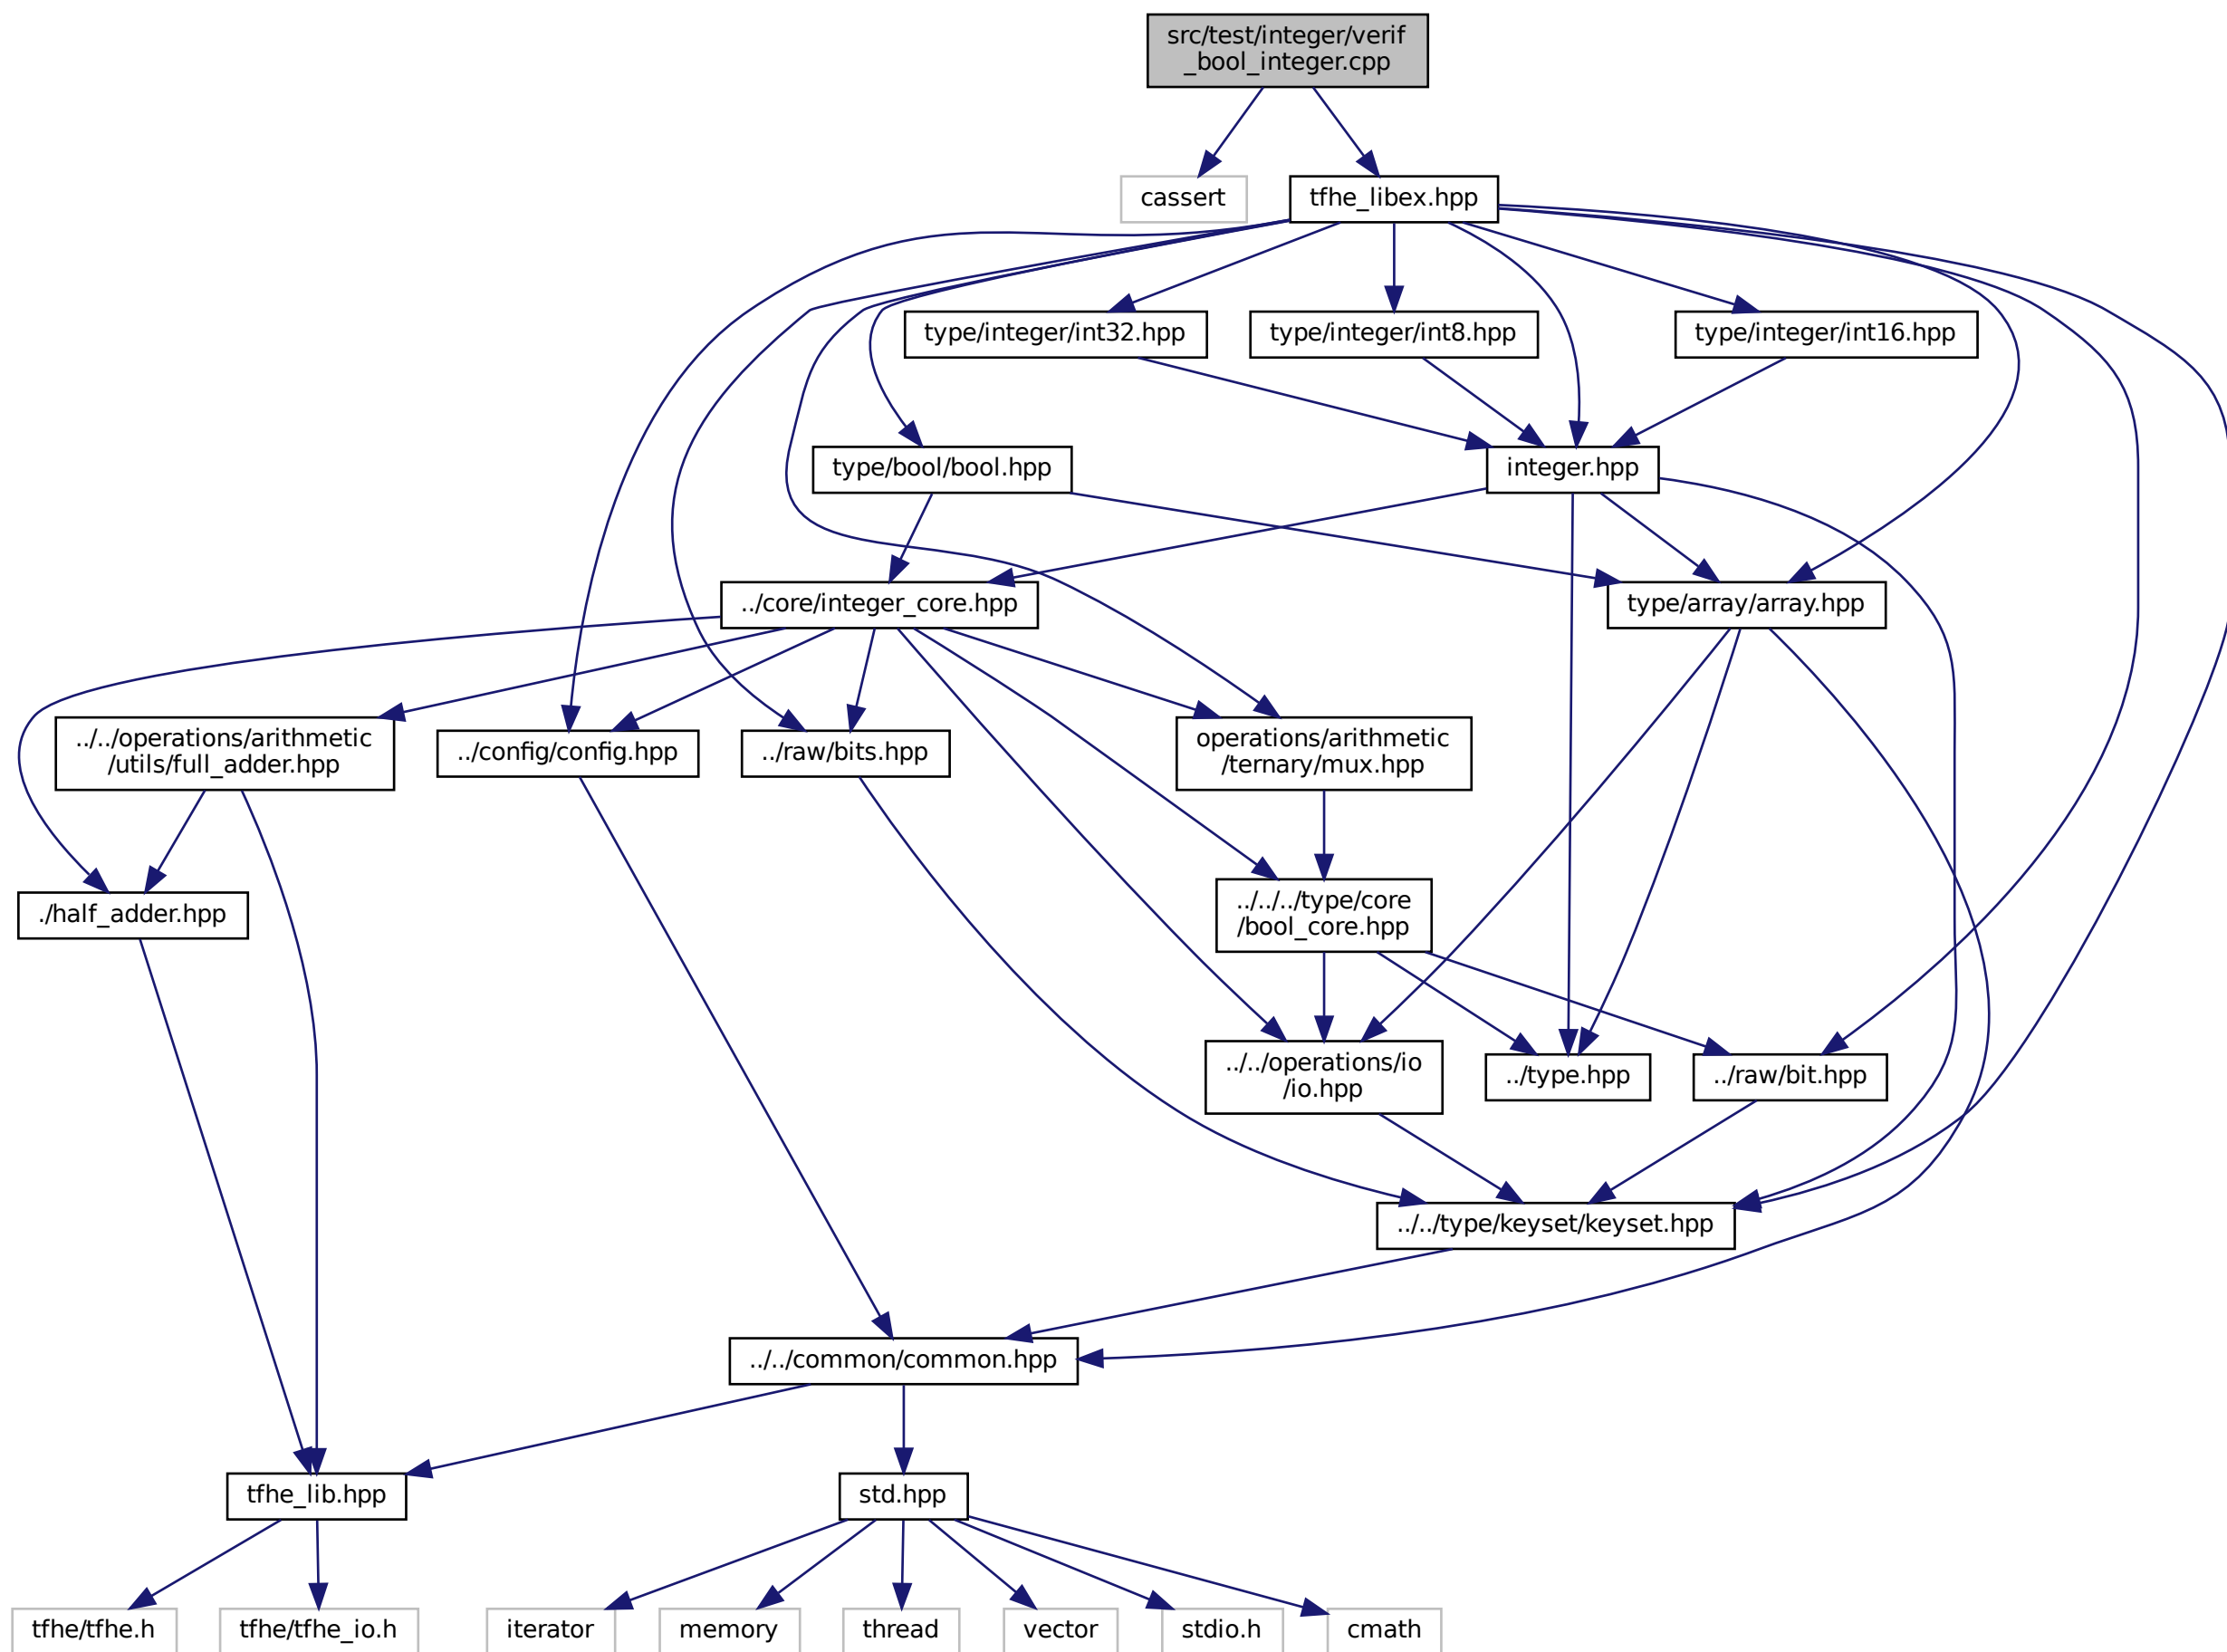 src/test/integer/verif
_bool_integer.cpp
cassert
tfhe_libex.hpp
type/integer/int32.hpp
type/integer/int8.hpp
type/integer/int16.hpp
type/bool/bool.hpp
integer.hpp
../core/integer_core.hpp
type/array/array.hpp
../../operations/arithmetic
/utils/full_adder.hpp
../config/config.hpp
../raw/bits.hpp
operations/arithmetic
/ternary/mux.hpp
./half_adder.hpp
../../../type/core
/bool_core.hpp
../../operations/io
/io.hpp
../type.hpp
../raw/bit.hpp
../../type/keyset/keyset.hpp
../../common/common.hpp
tfhe_lib.hpp
std.hpp
tfhe/tfhe.h
tfhe/tfhe_io.h
iterator
memory
thread
vector
stdio.h
cmath